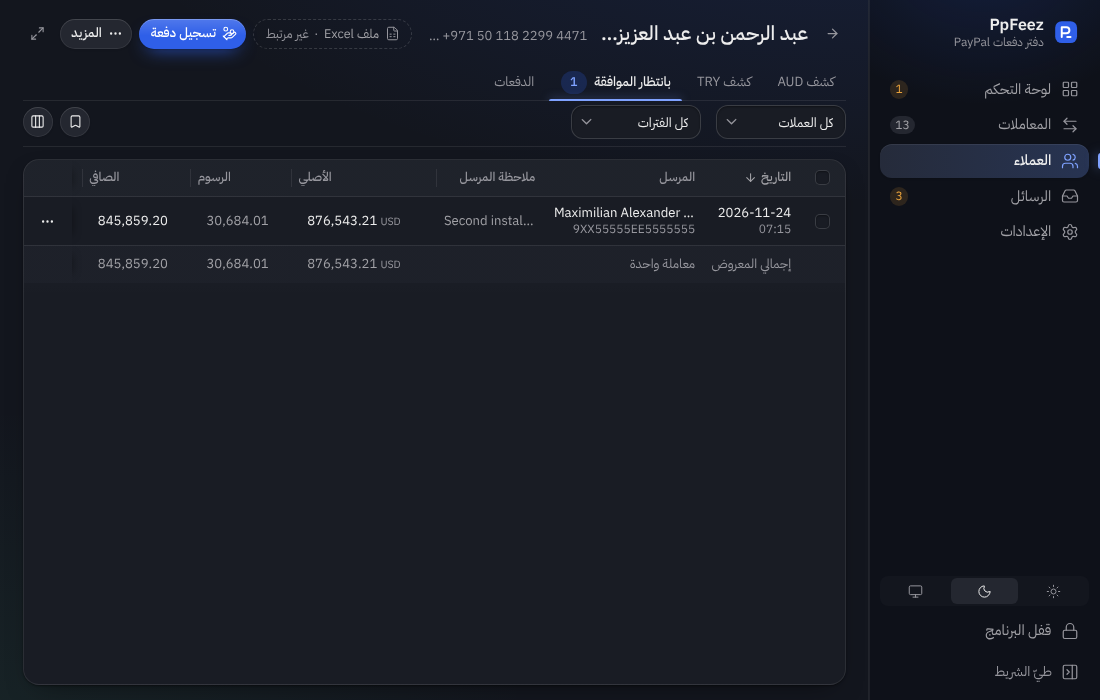 PpFeez
دفتر دفعات PayPal
لوحة التحكم 1
المعاملات 13
العملاء
الرسائل 3
الإعدادات
قفل البرنامج
طيّ الشريط
عبد الرحمن بن عبد العزيز...
+971 50 118 2299 4471 ...
ملف Excel · غير مرتبط
تسجيل دفعة
المزيد
كشف AUD
كشف TRY
بانتظار الموافقة 1
الدفعات
كل العملات
كل الفترات
التاريخ المرسل ملاحظة المرسل الأصلي الرسوم الصافي
2026-11-24 Maximilian Alexander ... Second instal... 876,543.21 USD 30,684.01 845,859.20
07:15 9XX55555EE5555555
إجمالي المعروض معاملة واحدة 876,543.21 USD 30,684.01 845,859.20